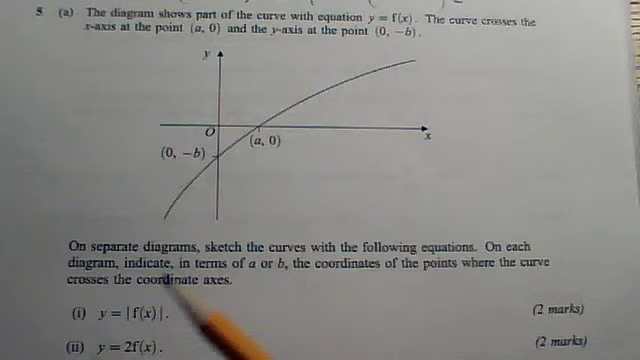 5 (a) The diagram shows part of the curve with equation y = f(x). The curve crosses the
x-axis at the point (a, 0) and the y-axis at the point (0, −b).
y
O
(a, 0)
x
(0, −b)
On separate diagrams, sketch the curves with the following equations. On each
diagram, indicate, in terms of a or b, the coordinates of the points where the curve
crosses the coordinate axes.
(i) y = |f(x)|. (2 marks)
(ii) y = 2f(x). (2 marks)